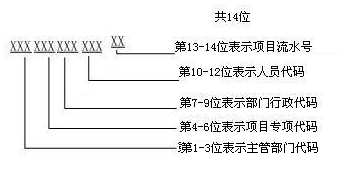 共14位
XXX XXX XXX XXX XX
第13-14位表示项目流水号
第10-12位表示人员代码
第7-9位表示部门行政代码
第4-6位表示项目专项代码
第1-3位表示主管部门代码